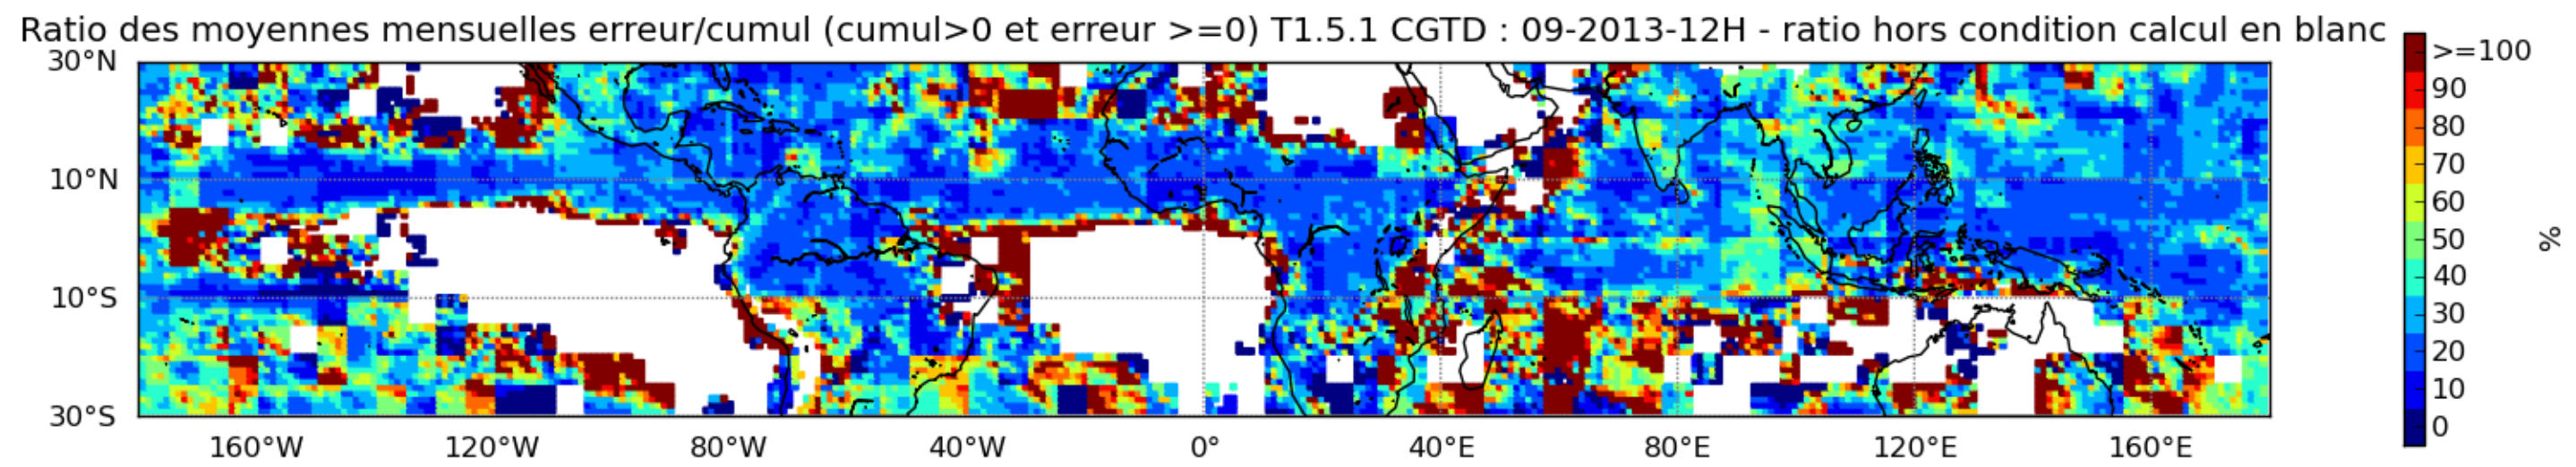 Ratio des moyennes mensuelles erreur/cumul (cumul>0 et erreur >=0) T1.5.1 CGTD : 09-2013-12H - ratio hors condition calcul en blanc
30°N
10°N
10°S
30°S
160°W 120°W 80°W 40°W 0° 40°E 80°E 120°E 160°E
>=100
90
80
70
60
50
40
30
20
10
0
%